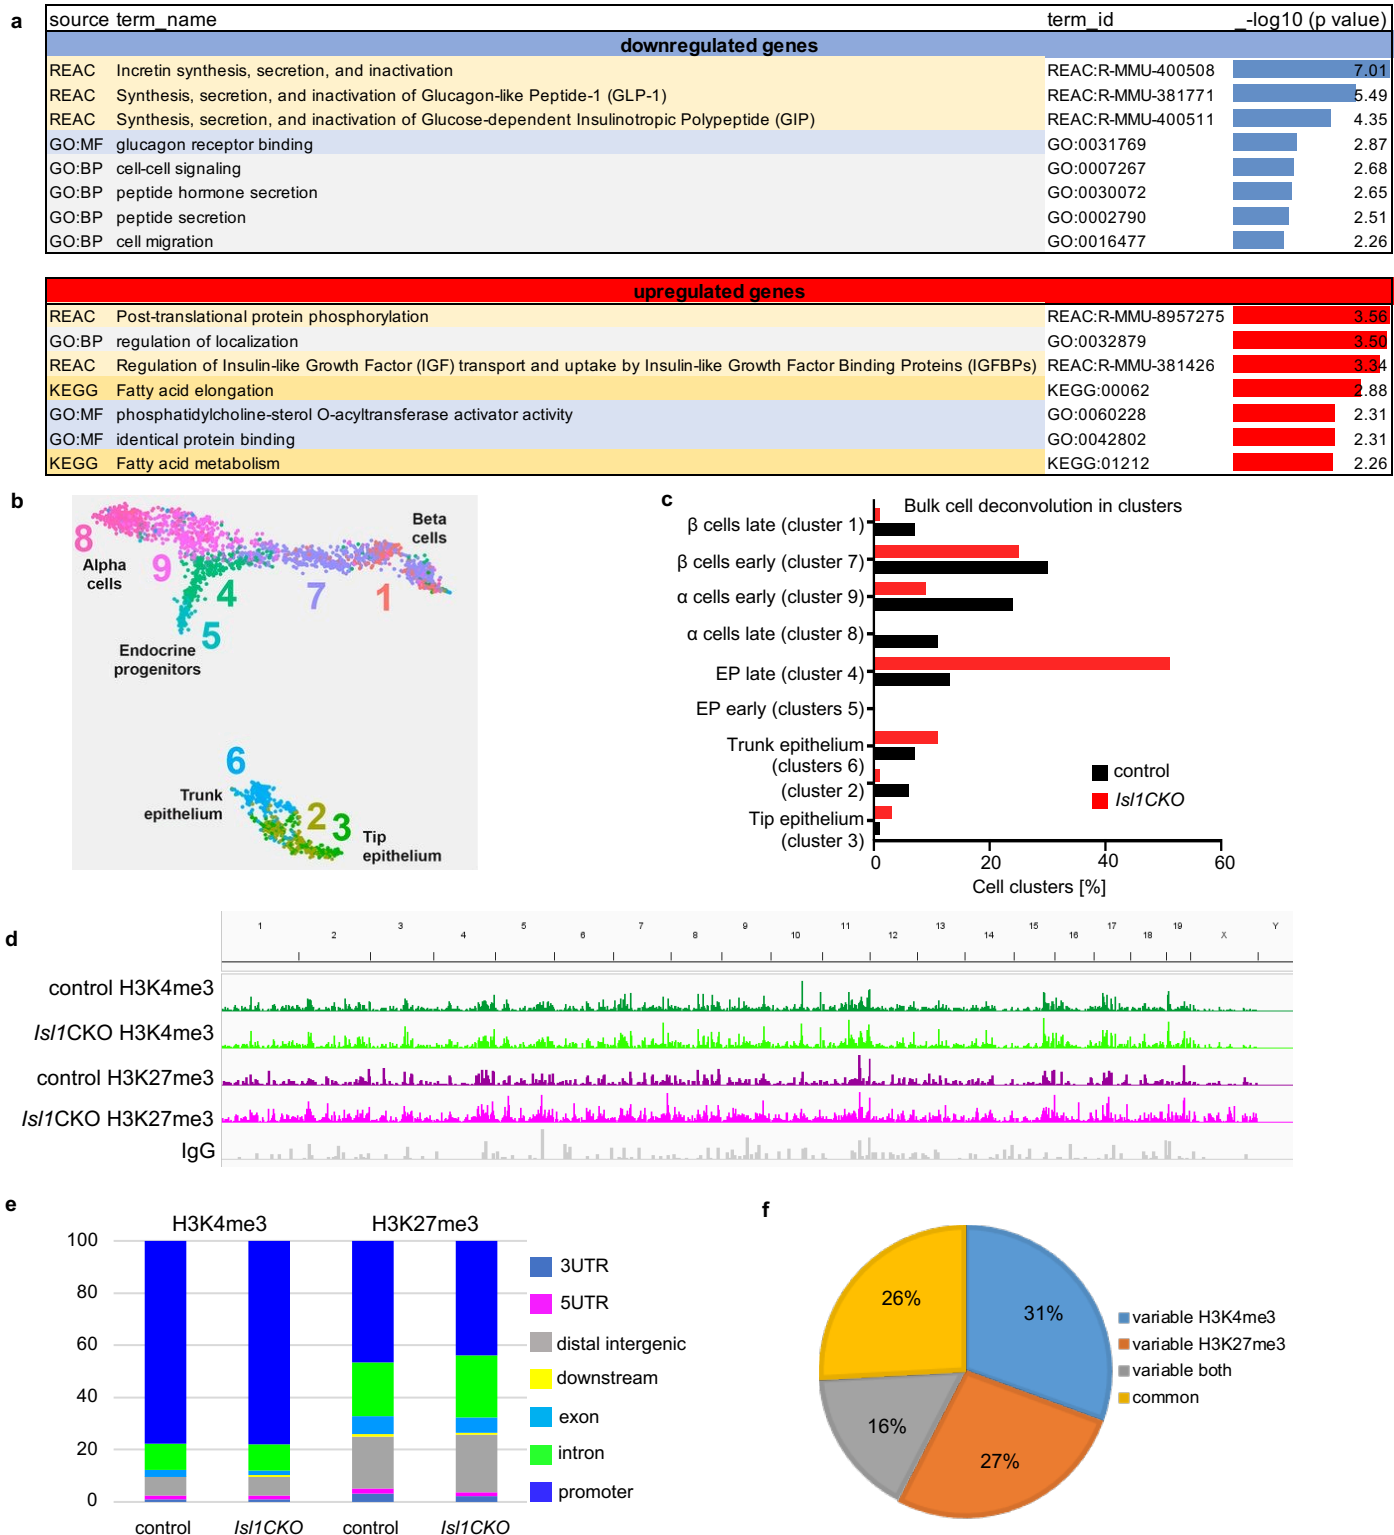 a
source term_name term_id _-log10 (p value)
downregulated genes
REAC Incretin synthesis, secretion, and inactivation REAC:R-MMU-400508 7.01
REAC Synthesis, secretion, and inactivation of Glucagon-like Peptide-1 (GLP-1) REAC:R-MMU-381771 5.49
REAC Synthesis, secretion, and inactivation of Glucose-dependent Insulinotropic Polypeptide (GIP) REAC:R-MMU-400511 4.35
GO:MF glucagon receptor binding GO:0031769 2.87
GO:BP cell-cell signaling GO:0007267 2.68
GO:BP peptide hormone secretion GO:0030072 2.65
GO:BP peptide secretion GO:0002790 2.51
GO:BP cell migration GO:0016477 2.26
upregulated genes
REAC Post-translational protein phosphorylation REAC:R-MMU-8957275 3.56
GO:BP regulation of localization GO:0032879 3.50
REAC Regulation of Insulin-like Growth Factor (IGF) transport and uptake by Insulin-like Growth Factor Binding Proteins (IGFBPs) REAC:R-MMU-381426 3.34
KEGG Fatty acid elongation KEGG:00062 2.88
GO:MF phosphatidylcholine-sterol O-acyltransferase activator activity GO:0060228 2.31
GO:MF identical protein binding GO:0042802 2.31
KEGG Fatty acid metabolism KEGG:01212 2.26
b
8
Alpha
cells
9
4
5
Endocrine
progenitors
7
1
Beta
cells
6
Trunk
epithelium
2
3
Tip
epithelium
c
Bulk cell deconvolution in clusters
β cells late (cluster 1)
β cells early (cluster 7)
α cells early (cluster 9)
α cells late (cluster 8)
EP late (cluster 4)
EP early (clusters 5)
Trunk epithelium
(clusters 6)
(cluster 2)
Tip epithelium
(cluster 3)
control
Isl1CKO
0 20 40 60
Cell clusters [%]
d
1 2 3 4 5 6 7 8 9 10 11 12 13 14 15 16 17 18 19 X Y
control H3K4me3
Isl1CKO H3K4me3
control H3K27me3
Isl1CKO H3K27me3
IgG
e
H3K4me3 H3K27me3
100
80
60
40
20
0
control Isl1CKO control Isl1CKO
3UTR
5UTR
distal intergenic
downstream
exon
intron
promoter
f
26%
31%
16%
27%
variable H3K4me3
variable H3K27me3
variable both
common